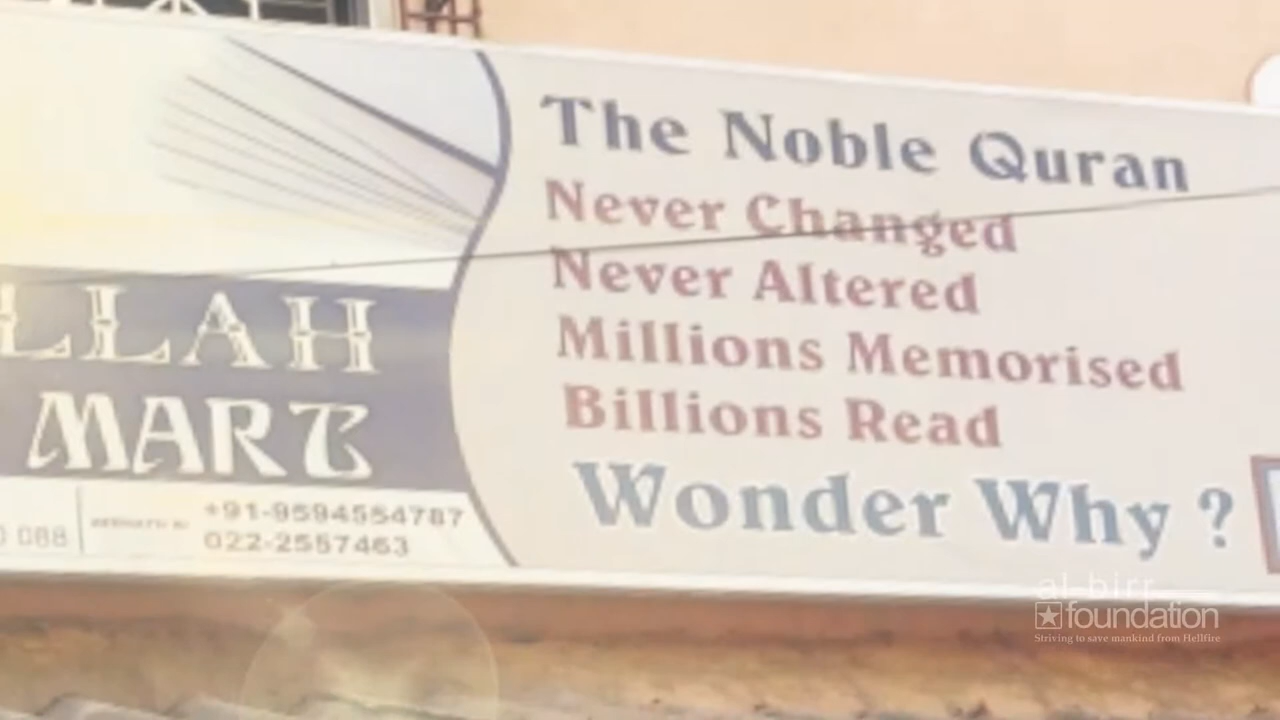 The Noble Quran
Never Changed
Never Altered
Millions Memorised
Billions Read
Wonder Why ?
LLAH
MART
088
+91-9594554787
022-2557463
al-birr
foundation
Striving to save mankind from Hellfire